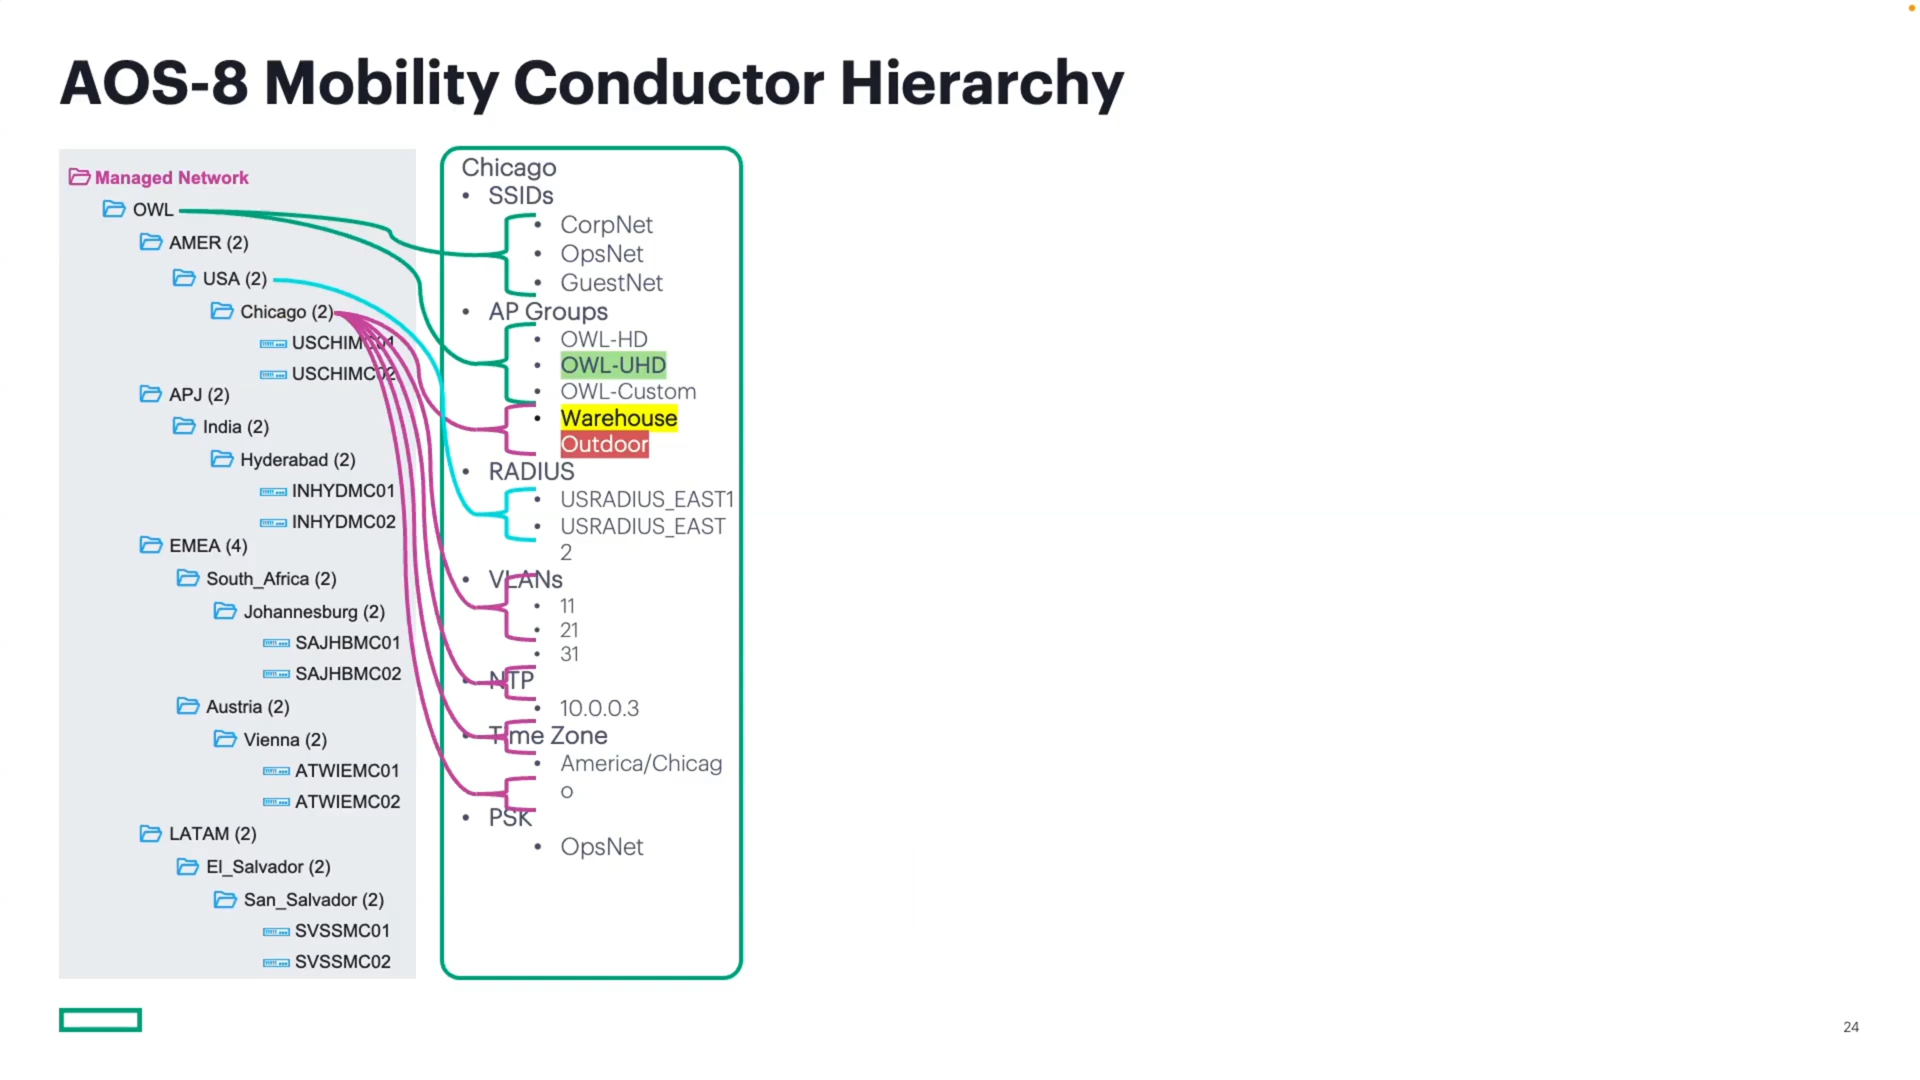 AOS-8 Mobility Conductor Hierarchy
Managed Network
OWL
AMER (2)
USA (2)
Chicago (2)
USCHIMC01
USCHIMC02
APJ (2)
India (2)
Hyderabad (2)
INHYDMC01
INHYDMC02
EMEA (4)
South_Africa (2)
Johannesburg (2)
SAJHBMC01
SAJHBMC02
Austria (2)
Vienna (2)
ATWIEMC01
ATWIEMC02
LATAM (2)
El_Salvador (2)
San_Salvador (2)
SVSSMC01
SVSSMC02
Chicago
• SSIDs
• CorpNet
• OpsNet
• GuestNet
• AP Groups
• OWL-HD
• OWL-UHD
• OWL-Custom
• Warehouse
Outdoor
• RADIUS
• USRADIUS_EAST1
• USRADIUS_EAST
2
• VLANs
• 11
• 21
• 31
• NTP
• 10.0.0.3
• Time Zone
• America/Chicag
o
• PSK
• OpsNet
24